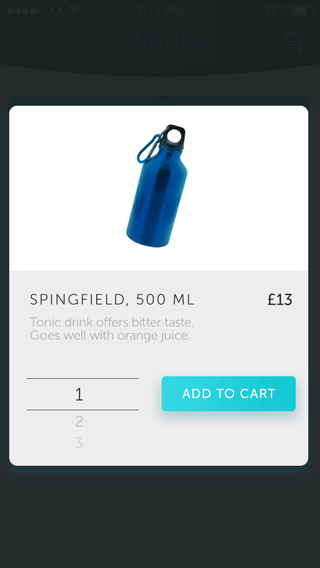 XX 7:13 AM 78%
SPINGFIELD
SPINGFIELD, 500 ML £13
Tonic drink offers bitter taste.
Goes well with orange juice.
1
ADD TO CART
2
3